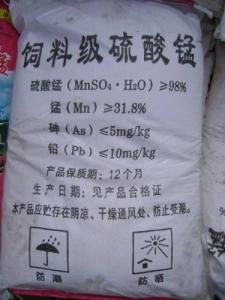 饲料级硫酸锰
硫酸锰（MnSO₄·H₂O）≥98%
锰（Mn）≥31.8%
砷（As）≤5mg/kg
铅（Pb）≤10mg/kg
产品保质期：12个月
生产日期：见产品合格证
本产品应贮存在阴凉、干燥通风处、防止受潮。
防潮 防晒